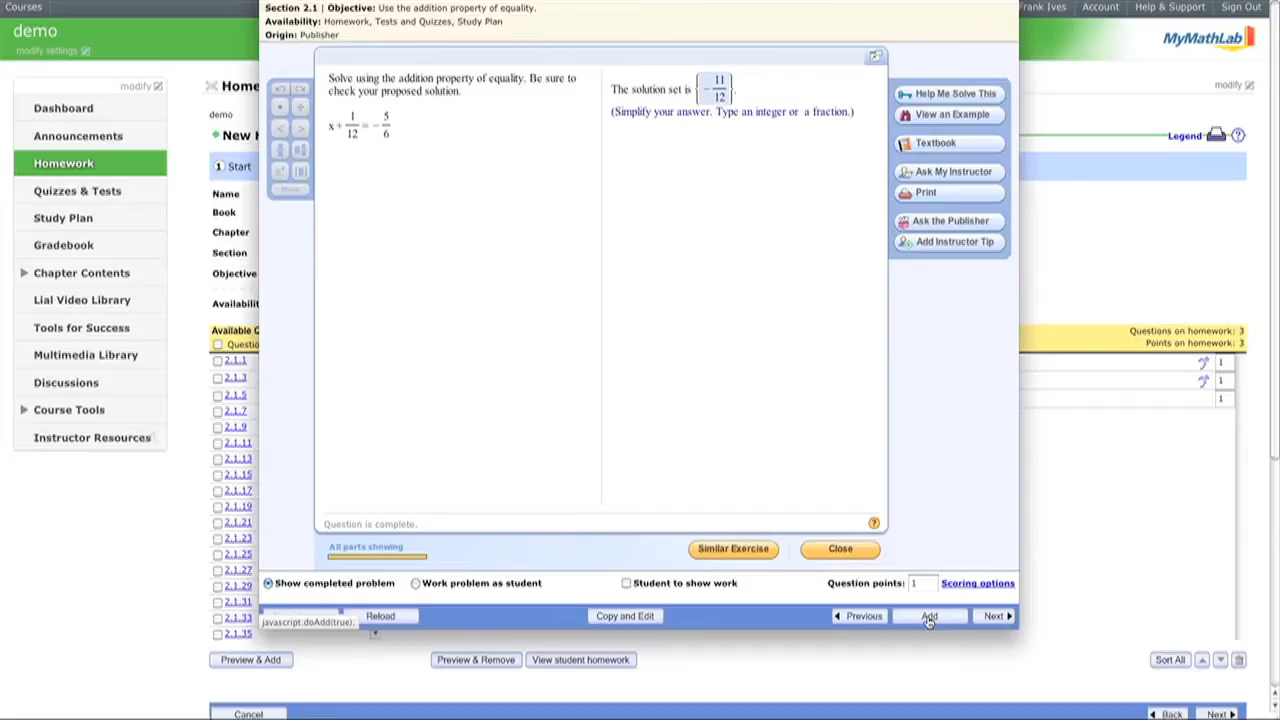 Courses
Frank Ives Account Help & Support Sign Out
demo
modify settings
MyMathLab
Section 2.1 | Objective: Use the addition property of equality.
Availability: Homework, Tests and Quizzes, Study Plan
Origin: Publisher
modify
Dashboard
Announcements
Homework
Quizzes & Tests
Study Plan
Gradebook
Chapter Contents
Lial Video Library
Tools for Success
Multimedia Library
Discussions
Course Tools
Instructor Resources
Home
modify
demo
New
Legend
1 Start
Name
Book
Chapter
Section
Objective
Availabilit
Solve using the addition property of equality. Be sure to
check your proposed solution.
x + 1/12 = - 5/6
The solution set is { - 11/12 }.
(Simplify your answer. Type an integer or a fraction.)
Help Me Solve This
View an Example
Textbook
Ask My Instructor
Print
Ask the Publisher
Add Instructor Tip
Available Q
Questio
Questions on homework: 3
Points on homework: 3
2.1.1
2.1.3
2.1.5
2.1.7
2.1.9
2.1.11
2.1.13
2.1.15
2.1.17
2.1.19
2.1.21
2.1.23
2.1.25
2.1.27
2.1.29
2.1.31
2.1.33
2.1.35
1
1
1
Question is complete.
All parts showing
Similar Exercise
Close
Show completed problem Work problem as student Student to show work Question points: 1 Scoring options
Reload Copy and Edit Previous Add Next
javascript:doAdd(true);
Preview & Add Preview & Remove View student homework Sort All
Cancel Back Next